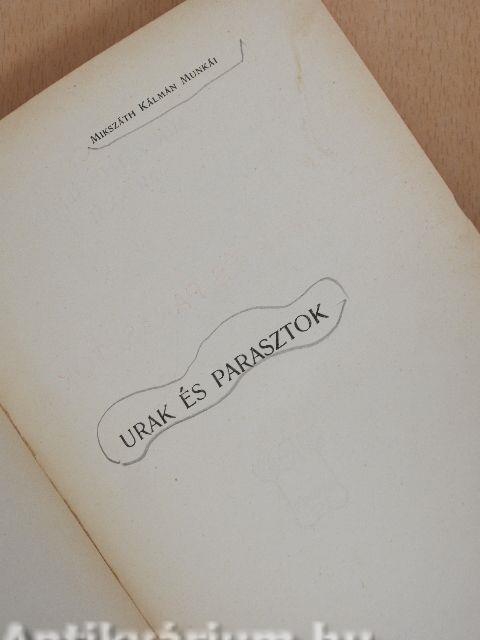 MIKSZÁTH KÁLMÁN MUNKÁI
URAK ÉS PARASZTOK
Antikvárium.hu